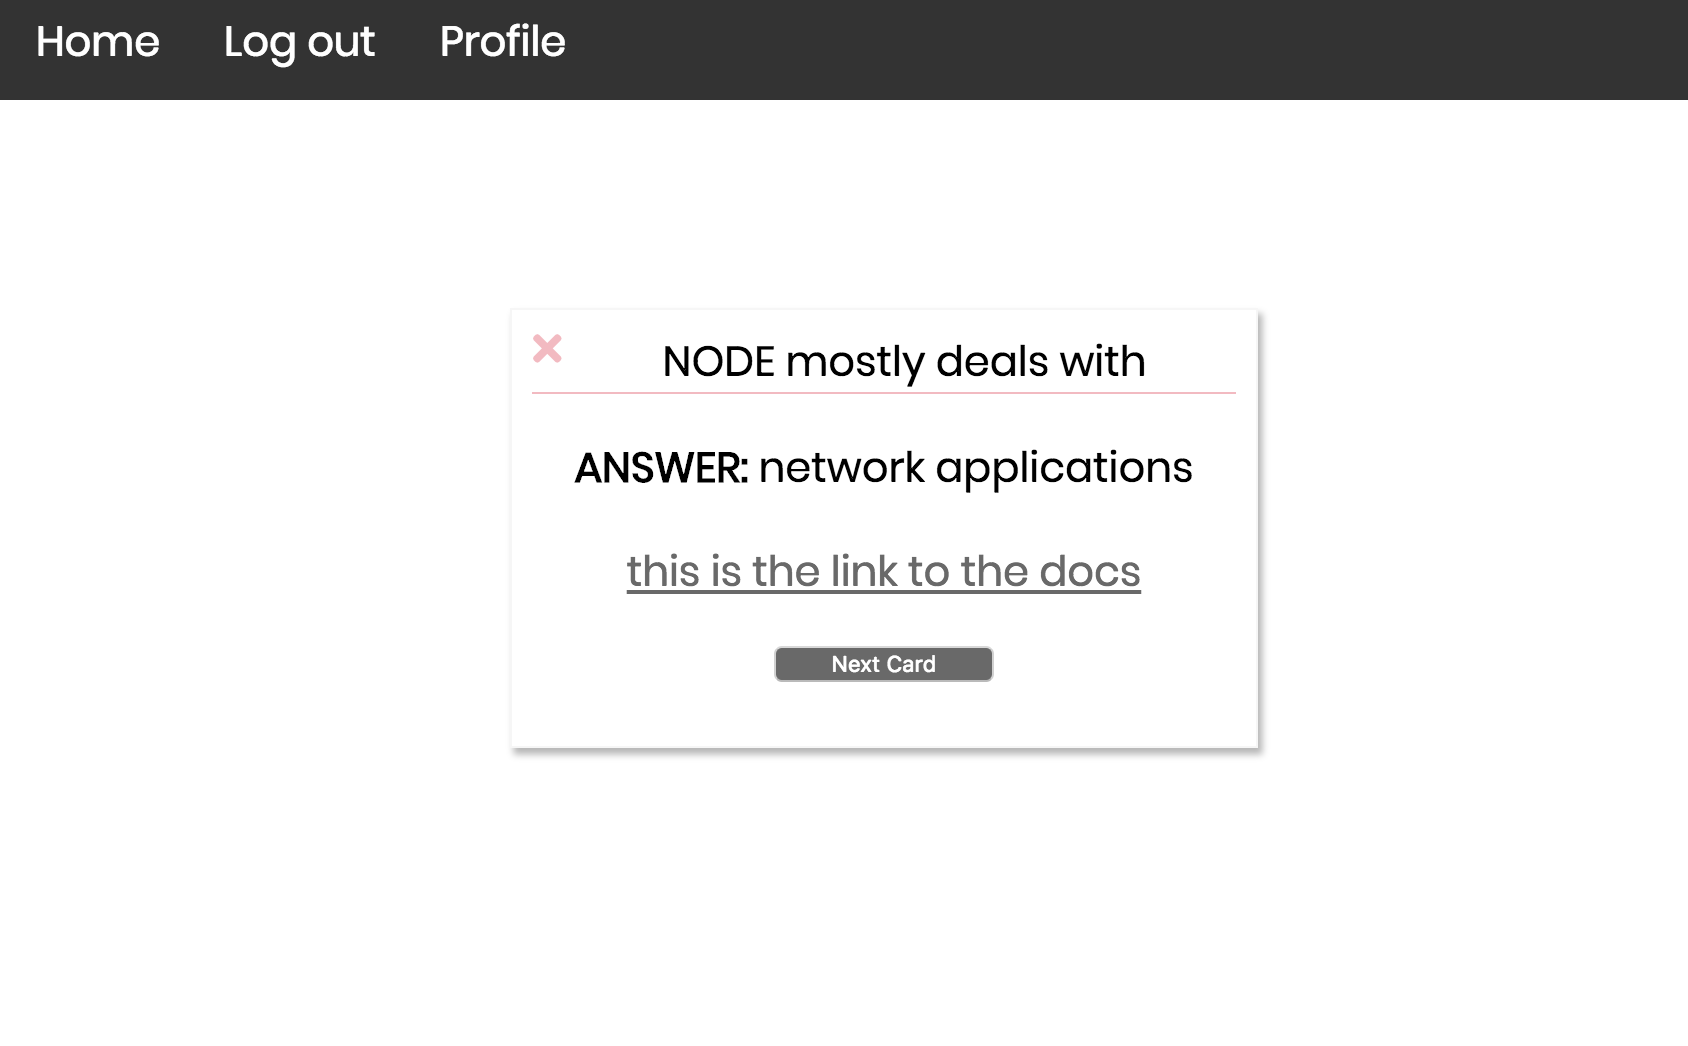 Home Log out Profile
NODE mostly deals with
ANSWER: network applications
this is the link to the docs
Next Card